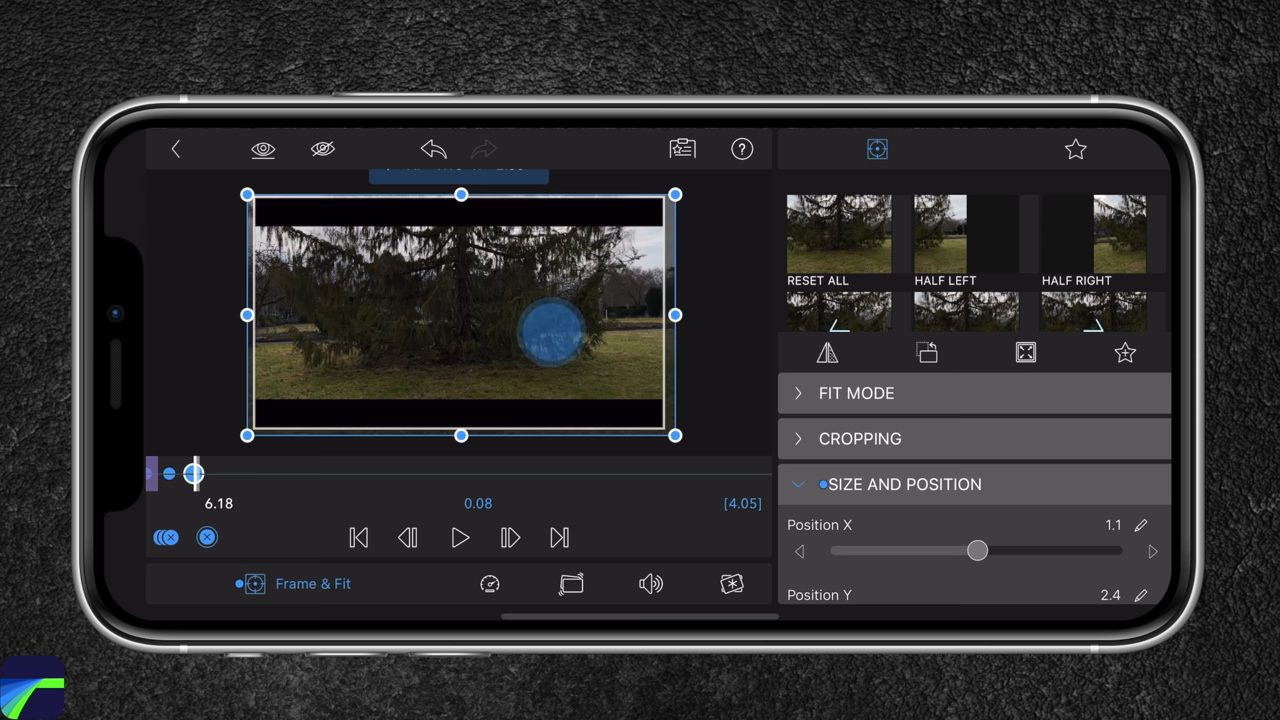 RESET ALL
HALF LEFT
HALF RIGHT
FIT MODE
CROPPING
SIZE AND POSITION
Position X
1.1
Position Y
2.4
6.18
0.08
[4.05]
Frame & Fit